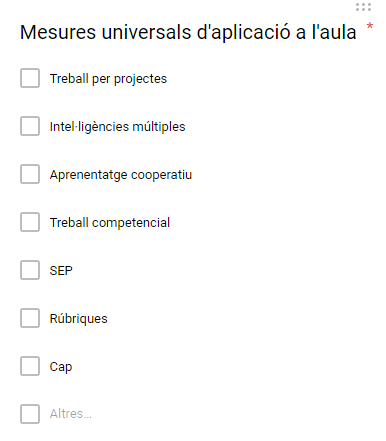 Mesures universals d'aplicació a l'aula *
Treball per projectes
Intel·ligències múltiples
Aprenentatge cooperatiu
Treball competencial
SEP
Rúbriques
Cap
Altres...